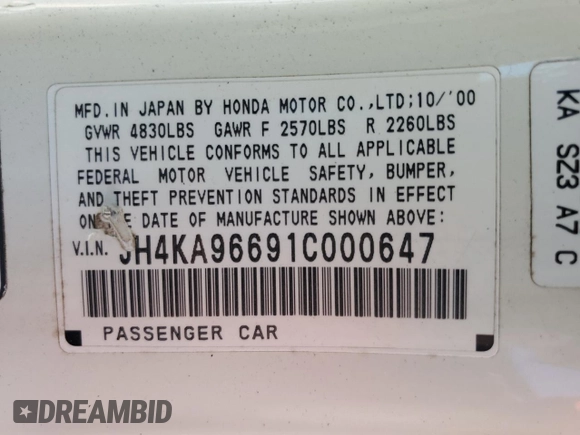 MFD. IN JAPAN BY HONDA MOTOR CO.,LTD;10/'00
GVWR 4830LBS GAWR F 2570LBS R 2260LBS
THIS VEHICLE CONFORMS TO ALL APPLICABLE
FEDERAL MOTOR VEHICLE SAFETY, BUMPER,
AND THEFT PREVENTION STANDARDS IN EFFECT
ON THE DATE OF MANUFACTURE SHOWN ABOVE:
V.I.N. JH4KA96691C000647
PASSENGER CAR
KA SZ3 A7 C
DREAMBID